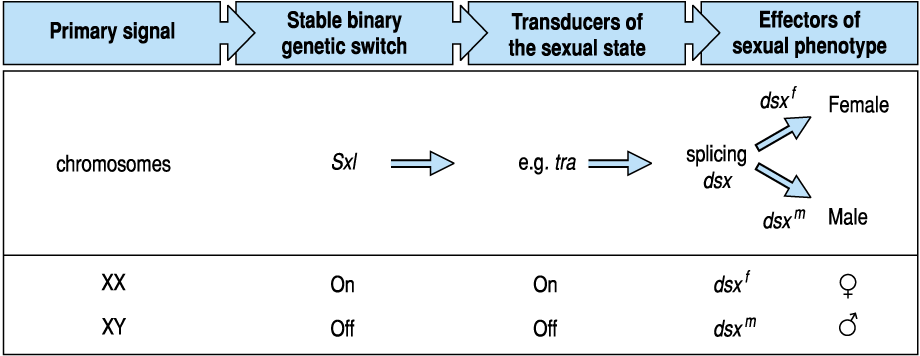 Primary signal
Stable binary
genetic switch
Transducers of
the sexual state
Effectors of
sexual phenotype
chromosomes
Sxl
e.g. tra
splicing
dsx
dsx^f Female
dsx^m Male
XX On On dsx^f ♀
XY Off Off dsx^m ♂